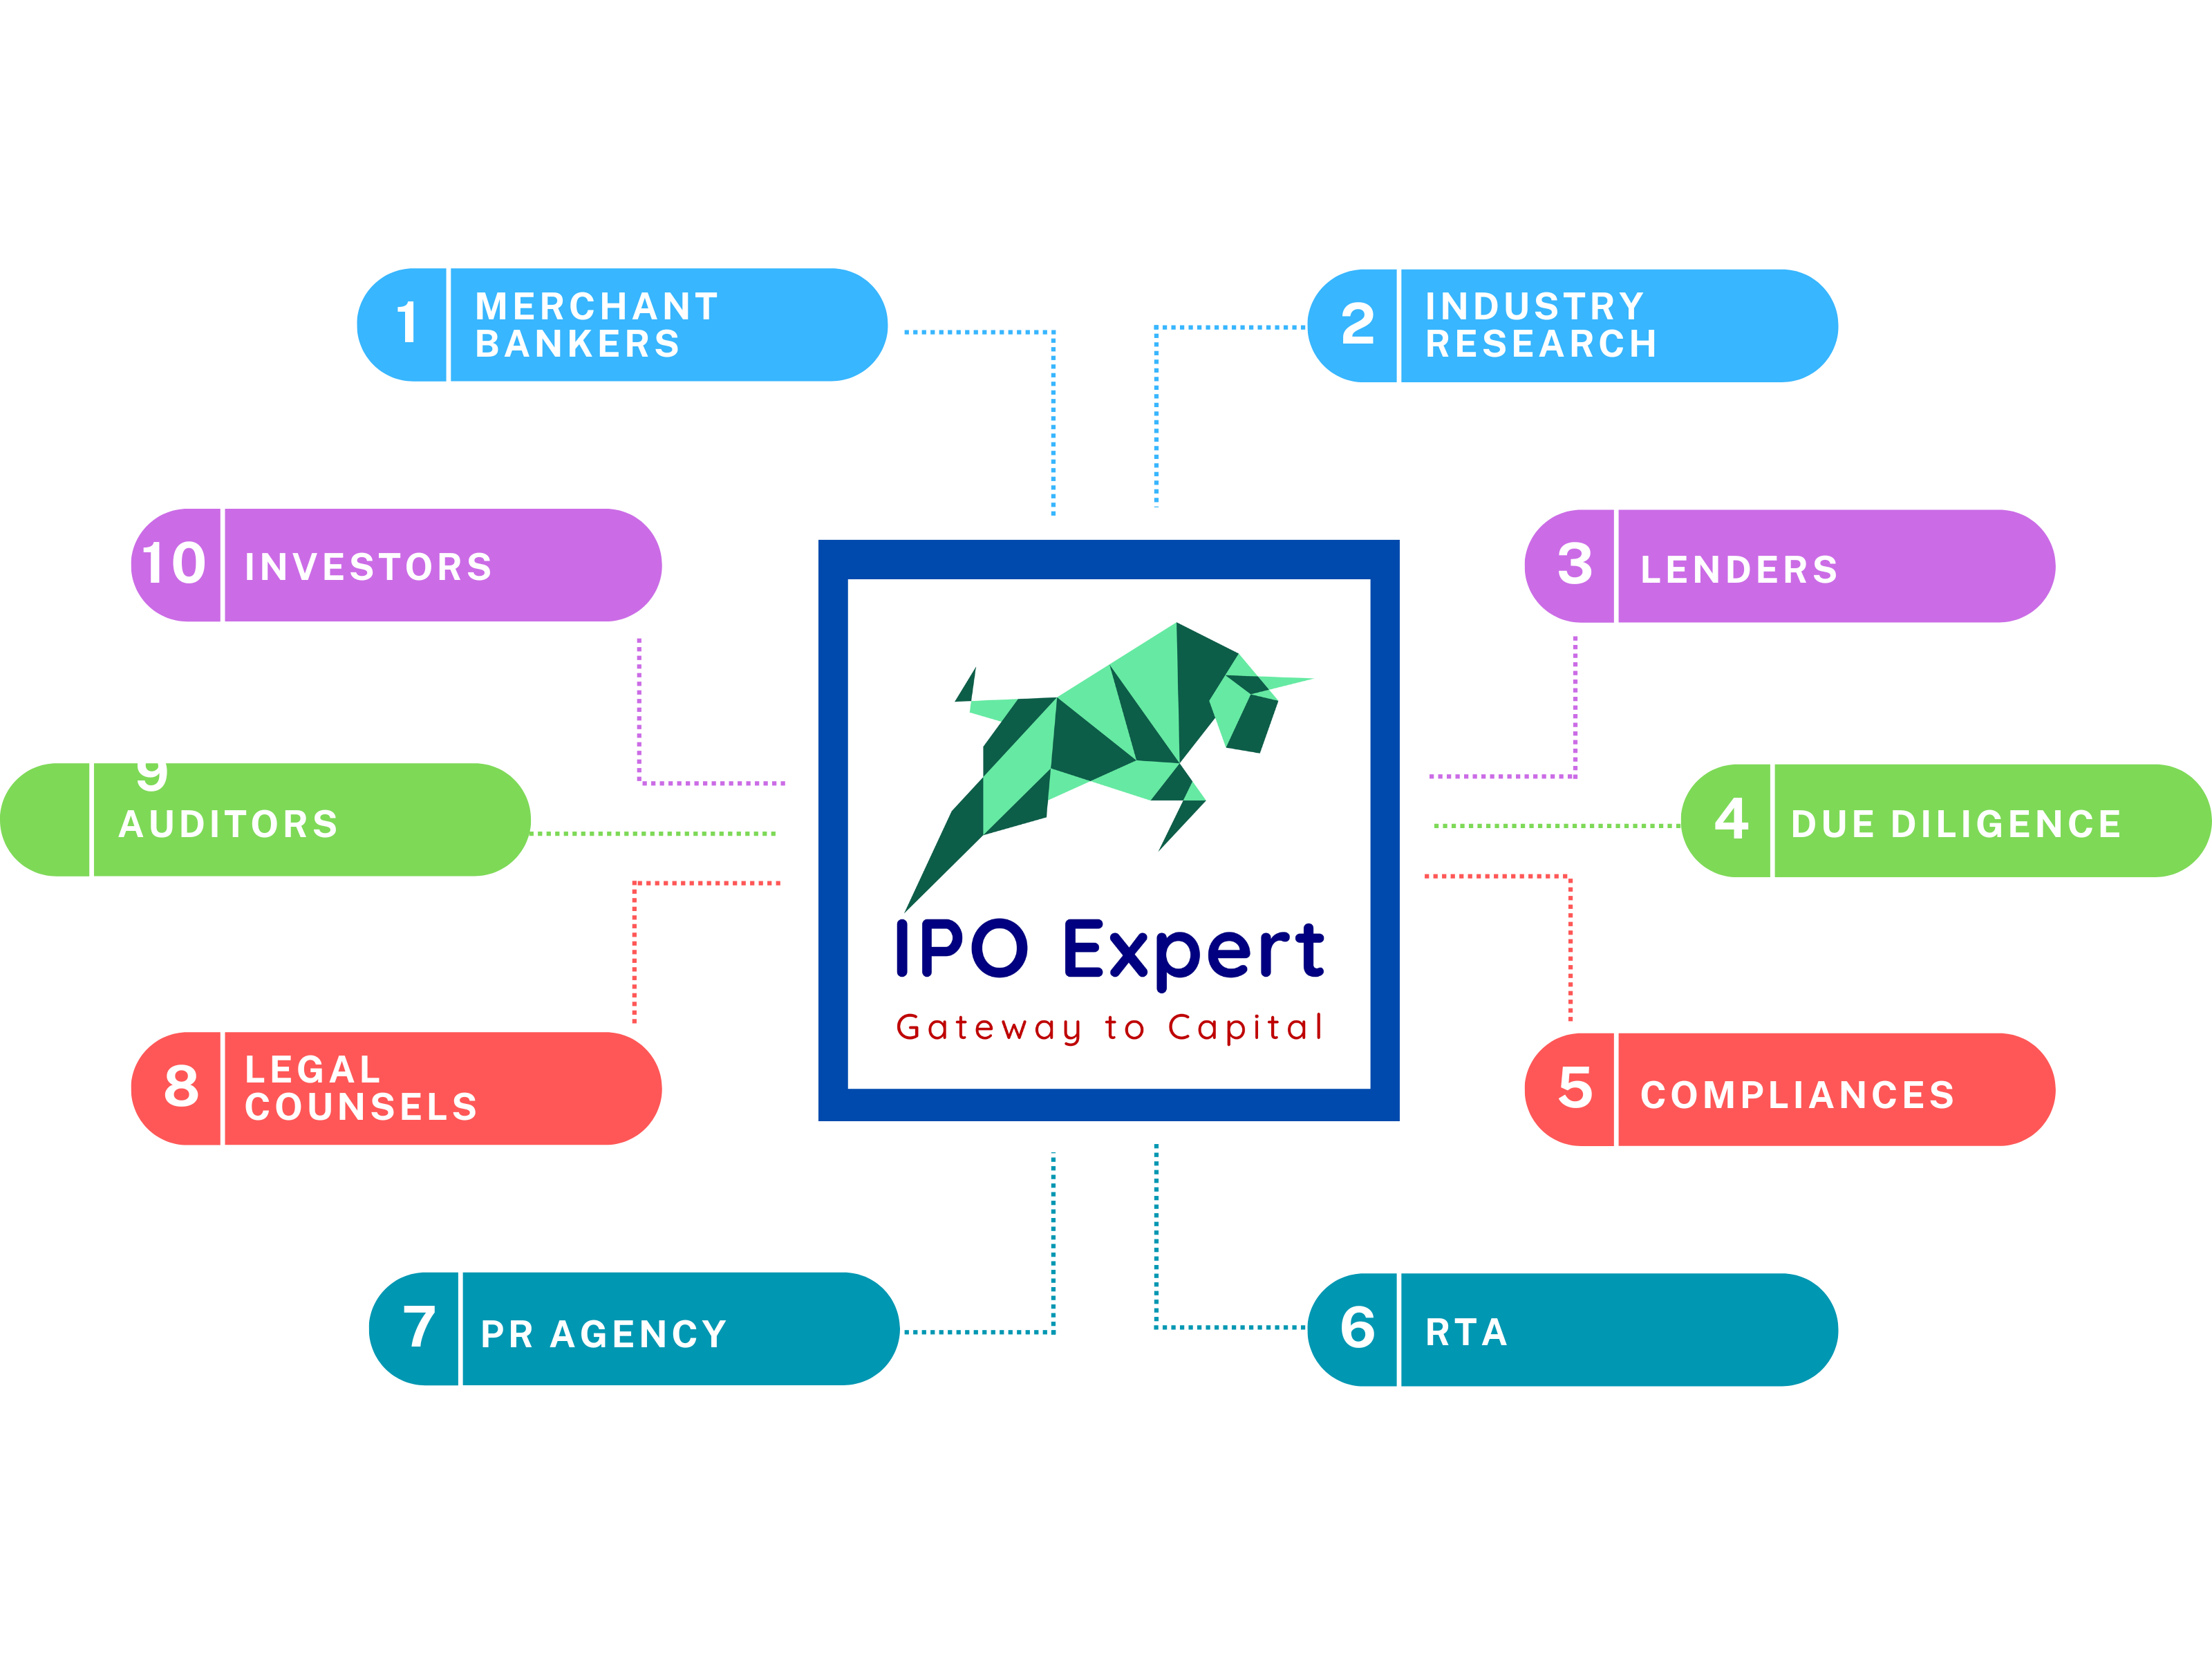 1
MERCHANT
BANKERS
2
INDUSTRY
RESEARCH
10
INVESTORS
3
LENDERS
9
AUDITORS
4
DUE DILIGENCE
IPO Expert
Gateway to Capital
8
LEGAL
COUNSELS
5
COMPLIANCES
7
PR AGENCY
6
RTA